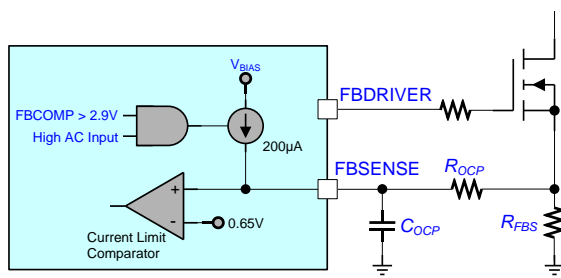 V_BIAS
FBCOMP > 2.9V
High AC Input
200µA
FBDRIVER
FBSENSE
R_OCP
R_FBS
C_OCP
+
-
0.65V
Current Limit
Comparator